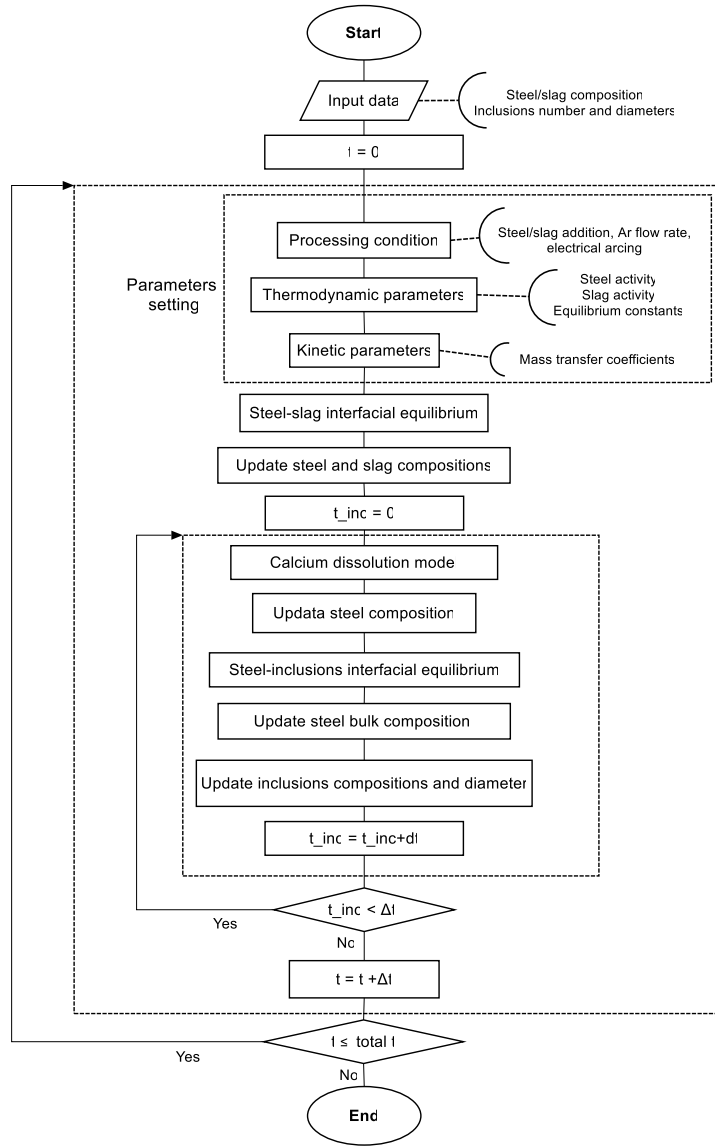 Start
Input data
Steel/slag composition
Inclusions number and diameters
t = 0
Processing condition
Steel/slag addition, Ar flow rate,
electrical arcing
Parameters
setting
Thermodynamic parameters
Steel activity
Slag activity
Equilibrium constants
Kinetic parameters
Mass transfer coefficients
Steel-slag interfacial equilibrium
Update steel and slag compositions
t_inc = 0
Calcium dissolution mode
Updata steel composition
Steel-inclusions interfacial equilibrium
Update steel bulk composition
Update inclusions compositions and diameter
t_inc = t_inc+dt
t_inc < Δt
Yes
No
t = t +Δt
t ≤ total t
Yes
No
End